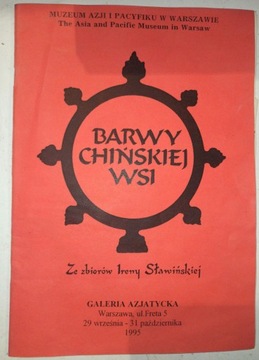 MUZEUM AZJI I PACYFIKU W WARSZAWIE
The Asia and Pacific Museum in Warsaw
BARWY
CHIŃSKIEJ
WSI
Ze zbiorów Ireny Sławińskiej
GALERIA AZJATYCKA
Warszawa, ul.Freta 5
29 września - 31 października
1995